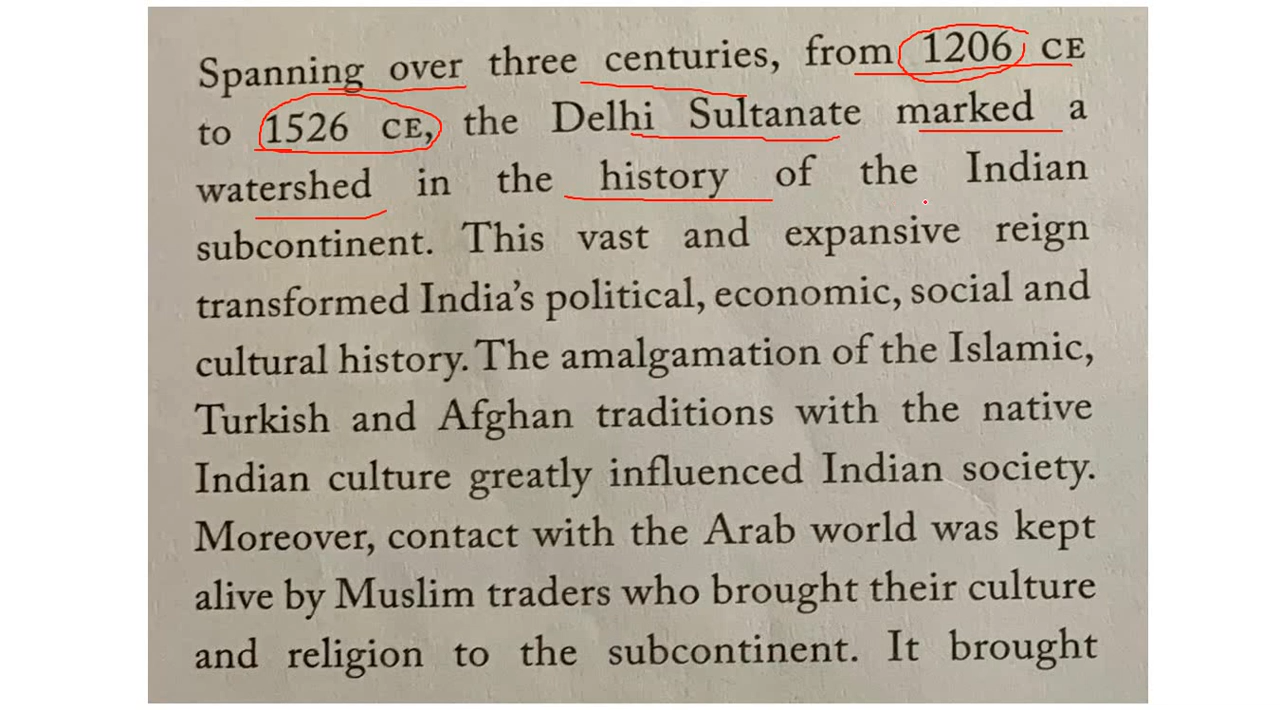 Spanning over three centuries, from 1206 CE
to 1526 CE, the Delhi Sultanate marked a
watershed in the history of the Indian
subcontinent. This vast and expansive reign
transformed India's political, economic, social and
cultural history. The amalgamation of the Islamic,
Turkish and Afghan traditions with the native
Indian culture greatly influenced Indian society.
Moreover, contact with the Arab world was kept
alive by Muslim traders who brought their culture
and religion to the subcontinent. It brought